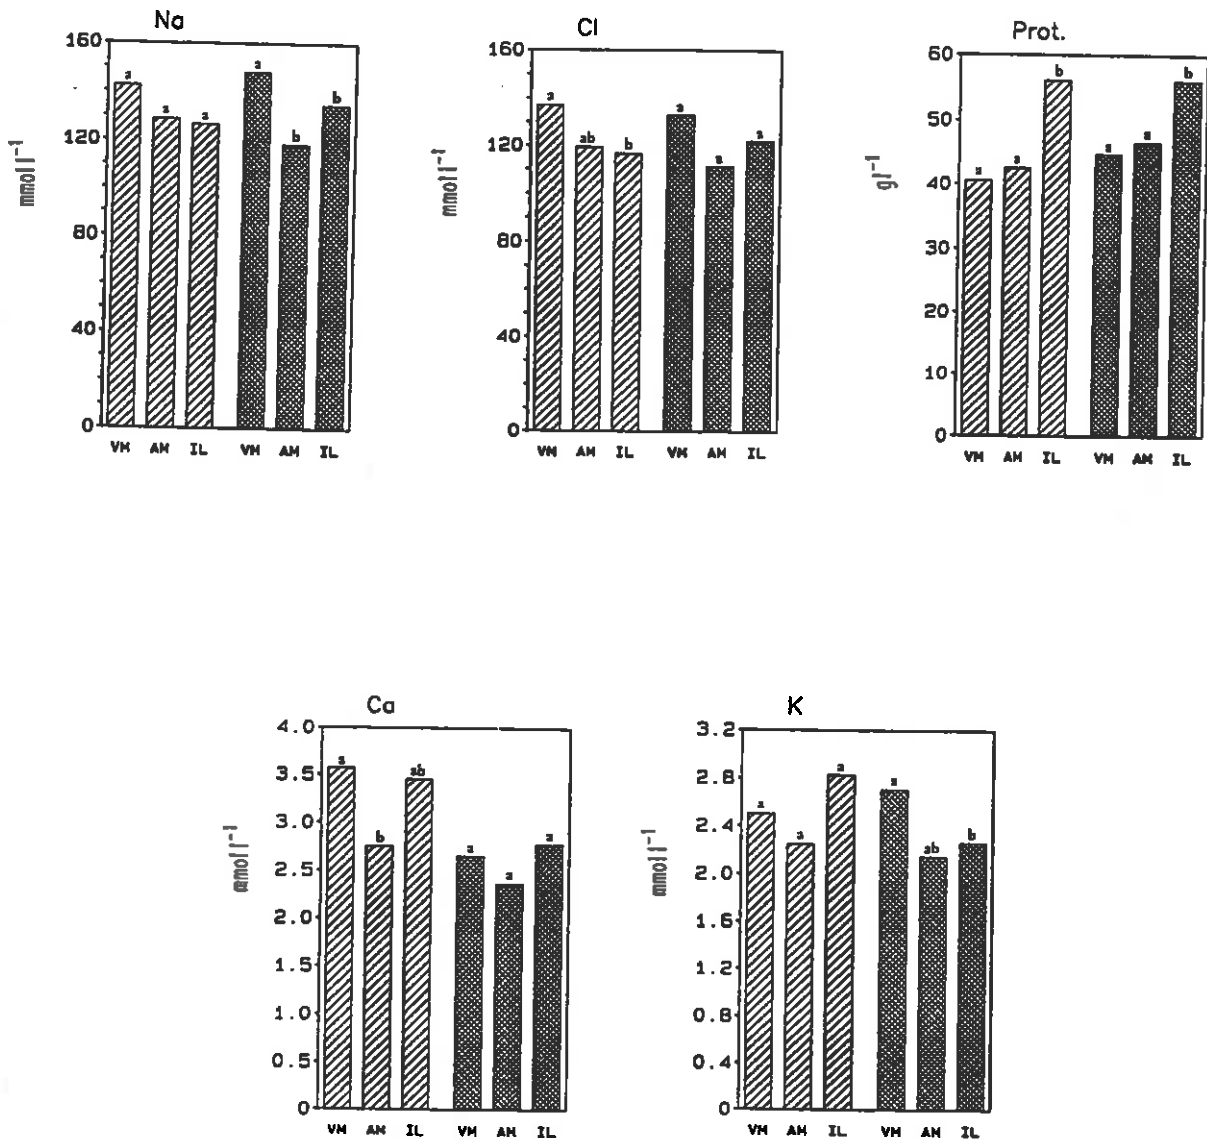 Na
160
120
80
40
0
mmol l⁻¹
a
a
a
a
b
b
VM AM IL VM AM IL
Cl
160
120
80
40
0
mmol l⁻¹
a
ab
b
a
a
a
VM AM IL VM AM IL
Prot.
60
50
40
30
20
10
0
gl⁻¹
a
a
b
a
a
b
VM AM IL VM AM IL
Ca
4.0
3.5
3.0
2.5
2.0
1.5
1.0
0.5
0
mmol l⁻¹
a
b
ab
a
a
a
VM AM IL VM AM IL
K
3.2
2.8
2.4
2.0
1.6
1.2
0.8
0.4
0
mmol l⁻¹
a
a
a
a
ab
b
VM AM IL VM AM IL